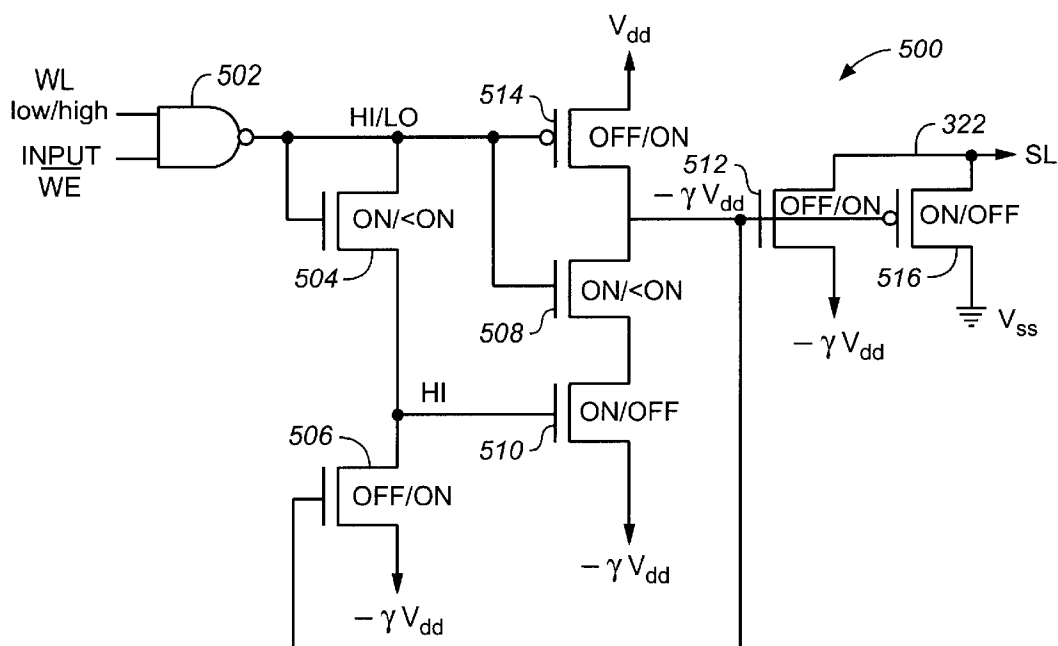 V_dd
500
WL
low/high
502
HI/LO
514
OFF/ON
322
SL
INPUT
W̅E̅
512
− γ V_dd
OFF/ON
ON/OFF
ON/<ON
504
516
ON/<ON
508
V_ss
− γ V_dd
HI
ON/OFF
510
506
OFF/ON
− γ V_dd
− γ V_dd